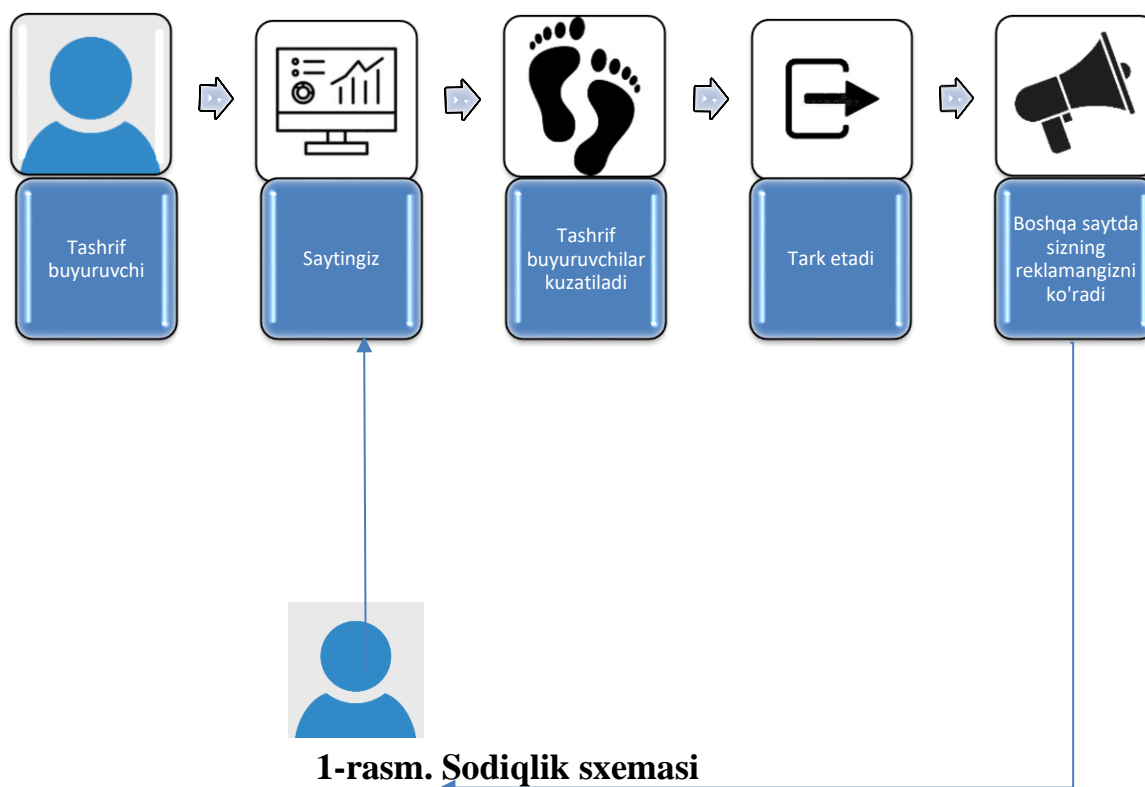 Tashrif
buyuruvchi
Saytingiz
Tashrif
buyuruvchilar
kuzatiladi
Tark etadi
Boshqa saytda
sizning
reklamangizni
ko'radi
1-rasm. Sodiqlik sxemasi